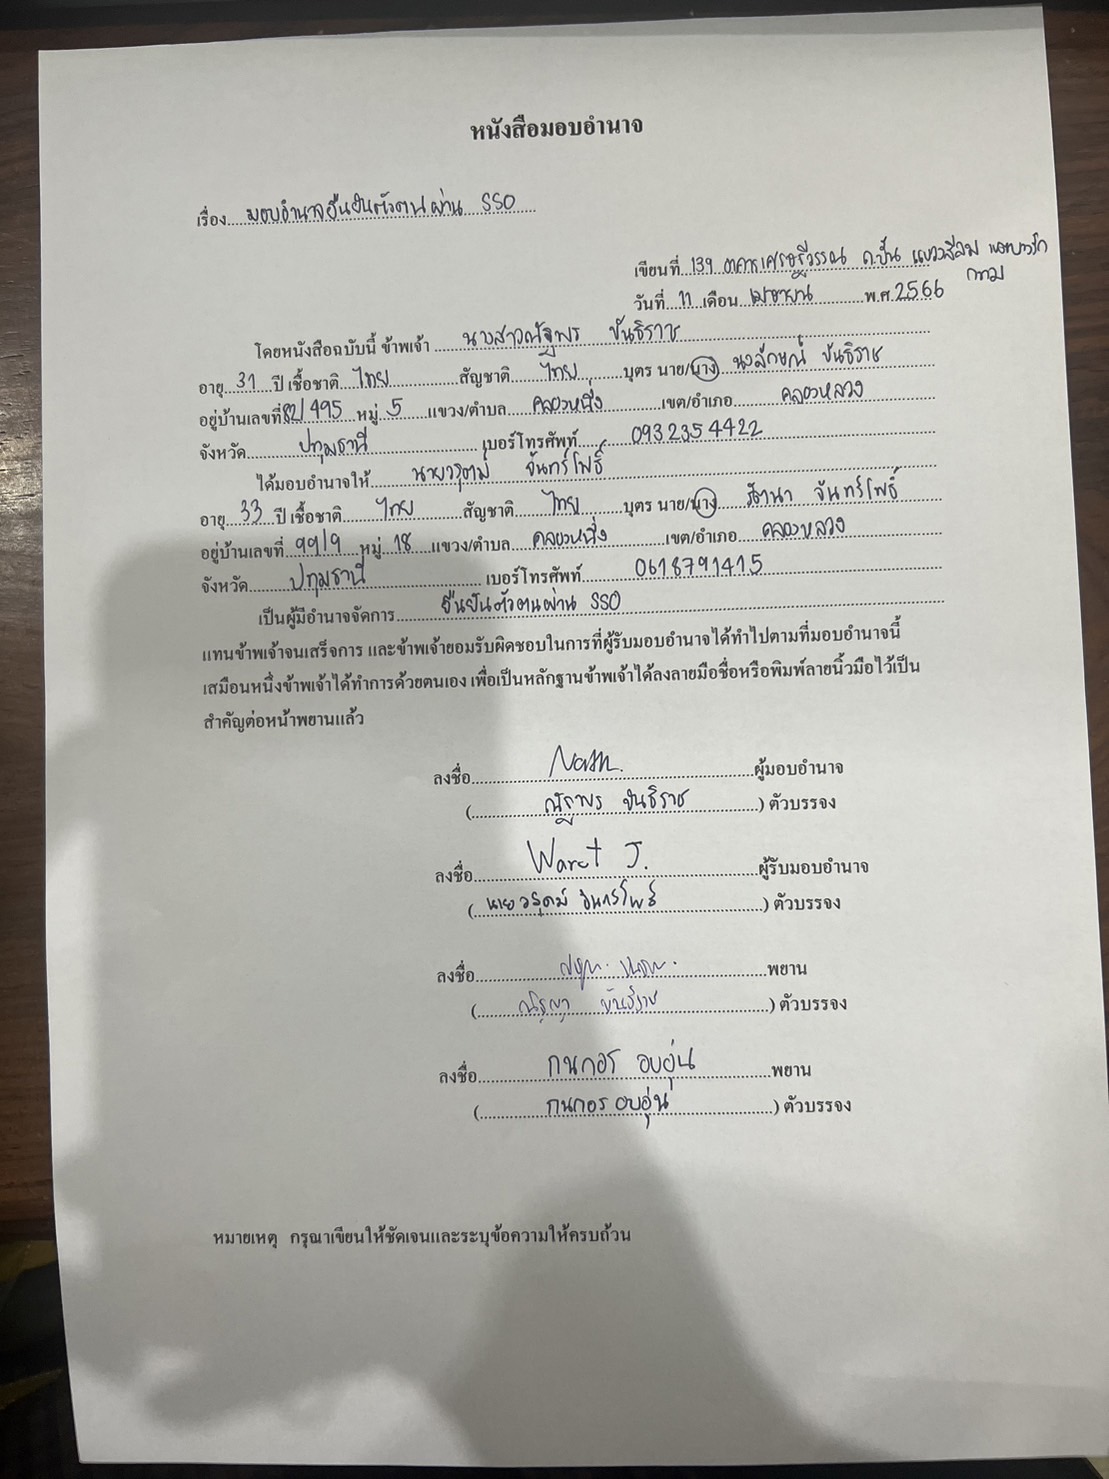 หนังสือมอบอำนาจ
เรื่อง มอบอำนาจยืนยันตัวตนผ่าน SSO
เขียนที่ 139 อาคารเศรษฐีวรรณ ถ.ปั้น แขวงสีลม เขตบางรัก
กทม
วันที่ 11 เดือน เมษายน พ.ศ. 2566
โดยหนังสือฉบับนี้ ข้าพเจ้า นางสาวณัฐพร ขันธิราช
อายุ 31 ปี เชื้อชาติ ไทย สัญชาติ ไทย บุตร นาย/นาง นงลักษณ์ ขันธิราช
อยู่บ้านเลขที่ 82/495 หมู่ 5 แขวง/ตำบล คลองหนึ่ง เขต/อำเภอ คลองหลวง
จังหวัด ปทุมธานี เบอร์โทรศัพท์ 0932354422
ได้มอบอำนาจให้ นายวรุตม์ จันทร์โพธิ์
อายุ 33 ปี เชื้อชาติ ไทย สัญชาติ ไทย บุตร นาย/นาง จันทร์โพธิ์
อยู่บ้านเลขที่ 99/9 หมู่ 18 แขวง/ตำบล คลองหนึ่ง เขต/อำเภอ คลองหลวง
จังหวัด ปทุมธานี เบอร์โทรศัพท์ 0618791415
เป็นผู้มีอำนาจจัดการ ยืนยันตัวตนผ่าน SSO
แทนข้าพเจ้าจนเสร็จการ และข้าพเจ้ายอมรับผิดชอบในการที่ผู้รับมอบอำนาจได้ทำไปตามที่มอบอำนาจนี้
เสมือนหนึ่งข้าพเจ้าได้ทำการด้วยตนเอง เพื่อเป็นหลักฐานข้าพเจ้าได้ลงลายมือชื่อหรือพิมพ์ลายนิ้วมือไว้เป็น
สำคัญต่อหน้าพยานแล้ว
ลงชื่อ ผู้มอบอำนาจ
( ณัฐพร ขันธิราช ) ตัวบรรจง
ลงชื่อ Waret J. ผู้รับมอบอำนาจ
( นายวรุตม์ จันทร์โพธิ์ ) ตัวบรรจง
ลงชื่อ พยาน
( ขันธิราช ) ตัวบรรจง
ลงชื่อ กนกอร อบอุ่น พยาน
( กนกอร อบอุ่น ) ตัวบรรจง
หมายเหตุ กรุณาเขียนให้ชัดเจนและระบุข้อความให้ครบถ้วน